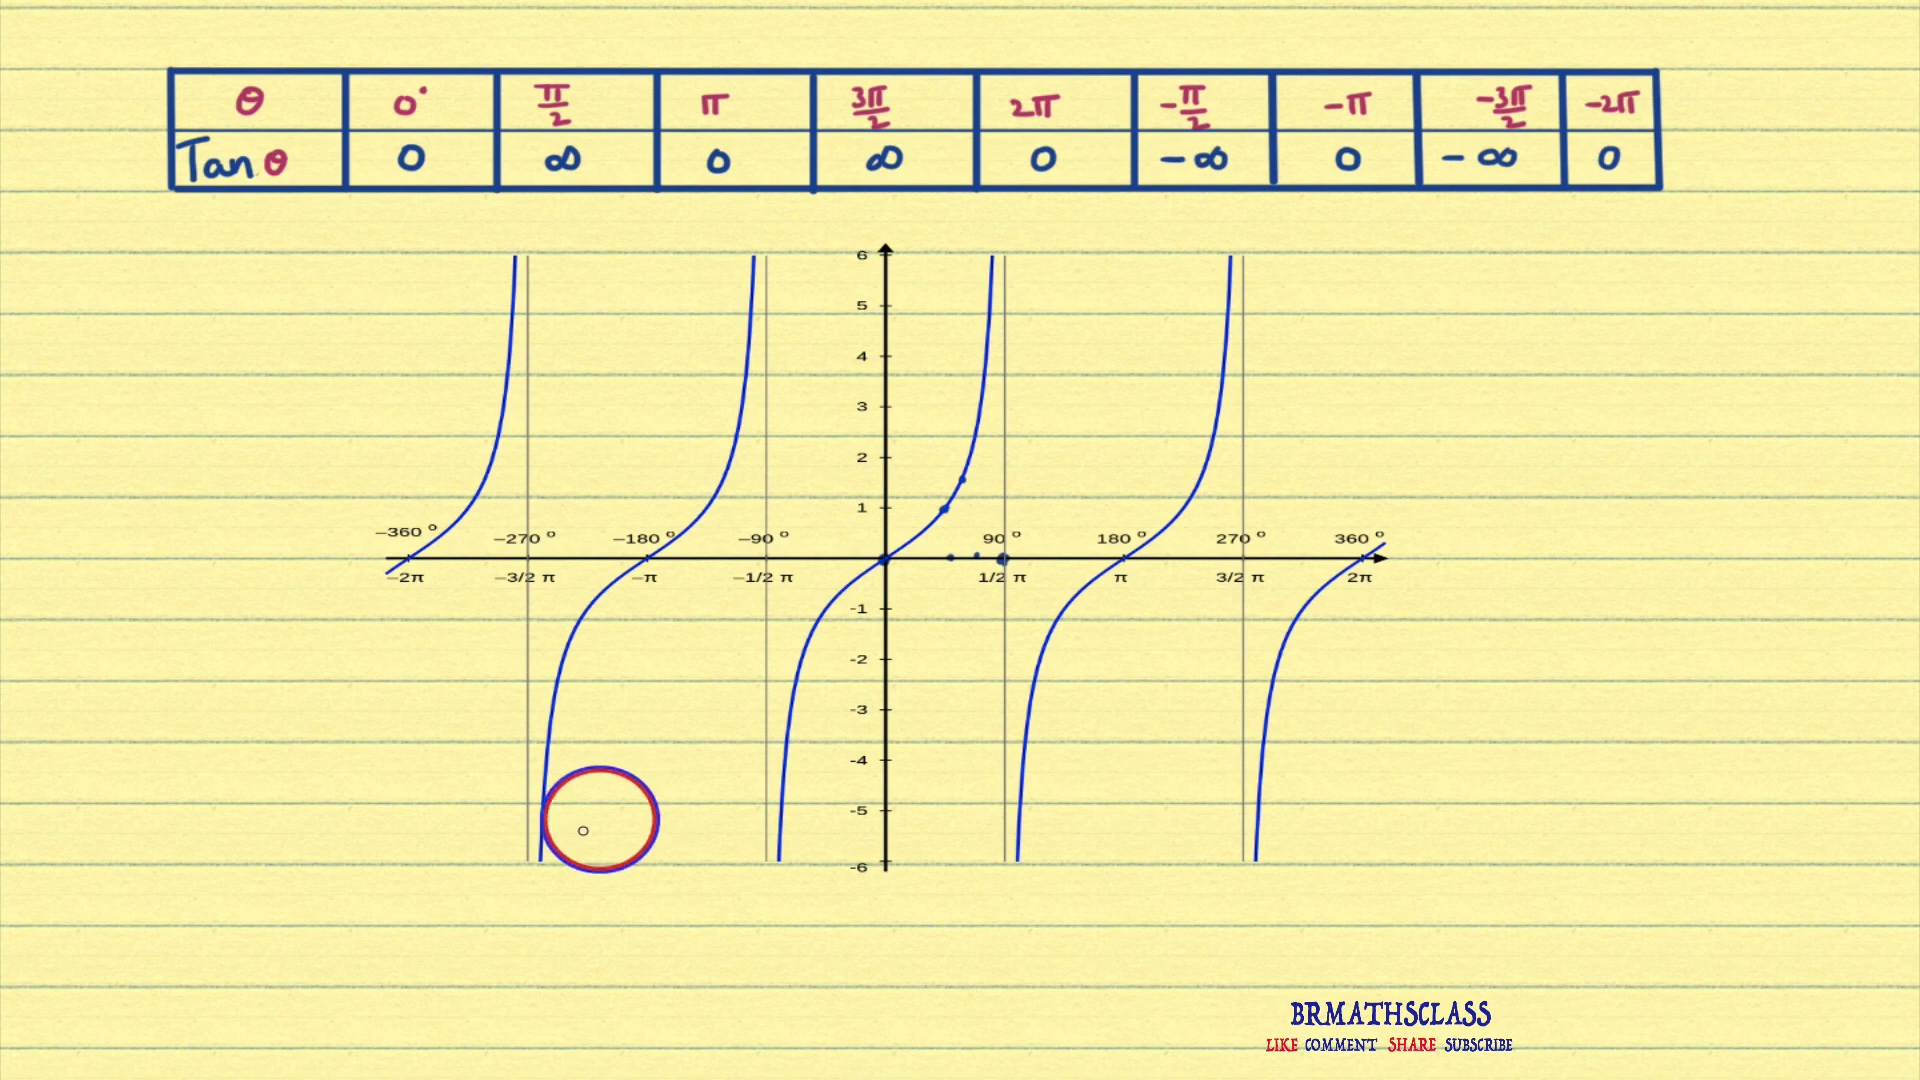 θ 0° π/2 π 3π/2 2π -π/2 -π -3π/2 -2π
Tan θ 0 ∞ 0 ∞ 0 -∞ 0 -∞ 0
6
5
4
3
2
1
−360 o −270 o −180 o −90 o 90 o 180 o 270 o 360 o
−2π −3/2 π −π −1/2 π 1/2 π π 3/2 π 2π
-1
-2
-3
-4
-5
-6
BRMATHSCLASS
LIKE COMMENT SHARE SUBSCRIBE